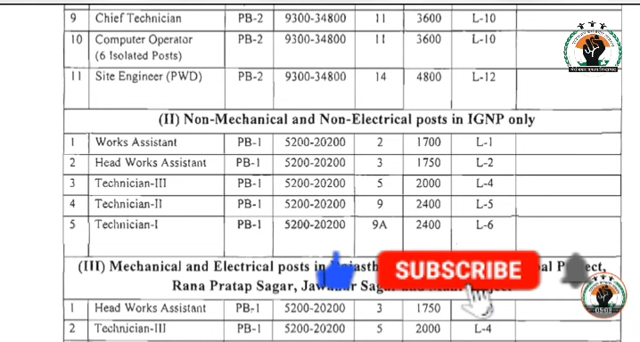 9 Chief Technician PB-2 9300-34800 11 3600 L-10
10 Computer Operator PB-2 9300-34800 11 3600 L-10
(6 Isolated Posts)
11 Site Engineer (PWD) PB-2 9300-34800 14 4800 L-12
(II) Non-Mechanical and Non-Electrical posts in IGNP only
1 Works Assistant PB-1 5200-20200 2 1700 L-1
2 Head Works Assistant PB-1 5200-20200 3 1750 L-2
3 Technician-III PB-1 5200-20200 5 2000 L-4
4 Technician-II PB-1 5200-20200 9 2400 L-5
5 Technician-I PB-1 5200-20200 9A 2400 L-6
(III) Mechanical and Electrical posts in
SUBSCRIBE
Rana Pratap Sagar,
1 Head Works Assistant PB-1 5200-20200 3 1750
2 Technician-III PB-1 5200-20200 5 2000 L-4